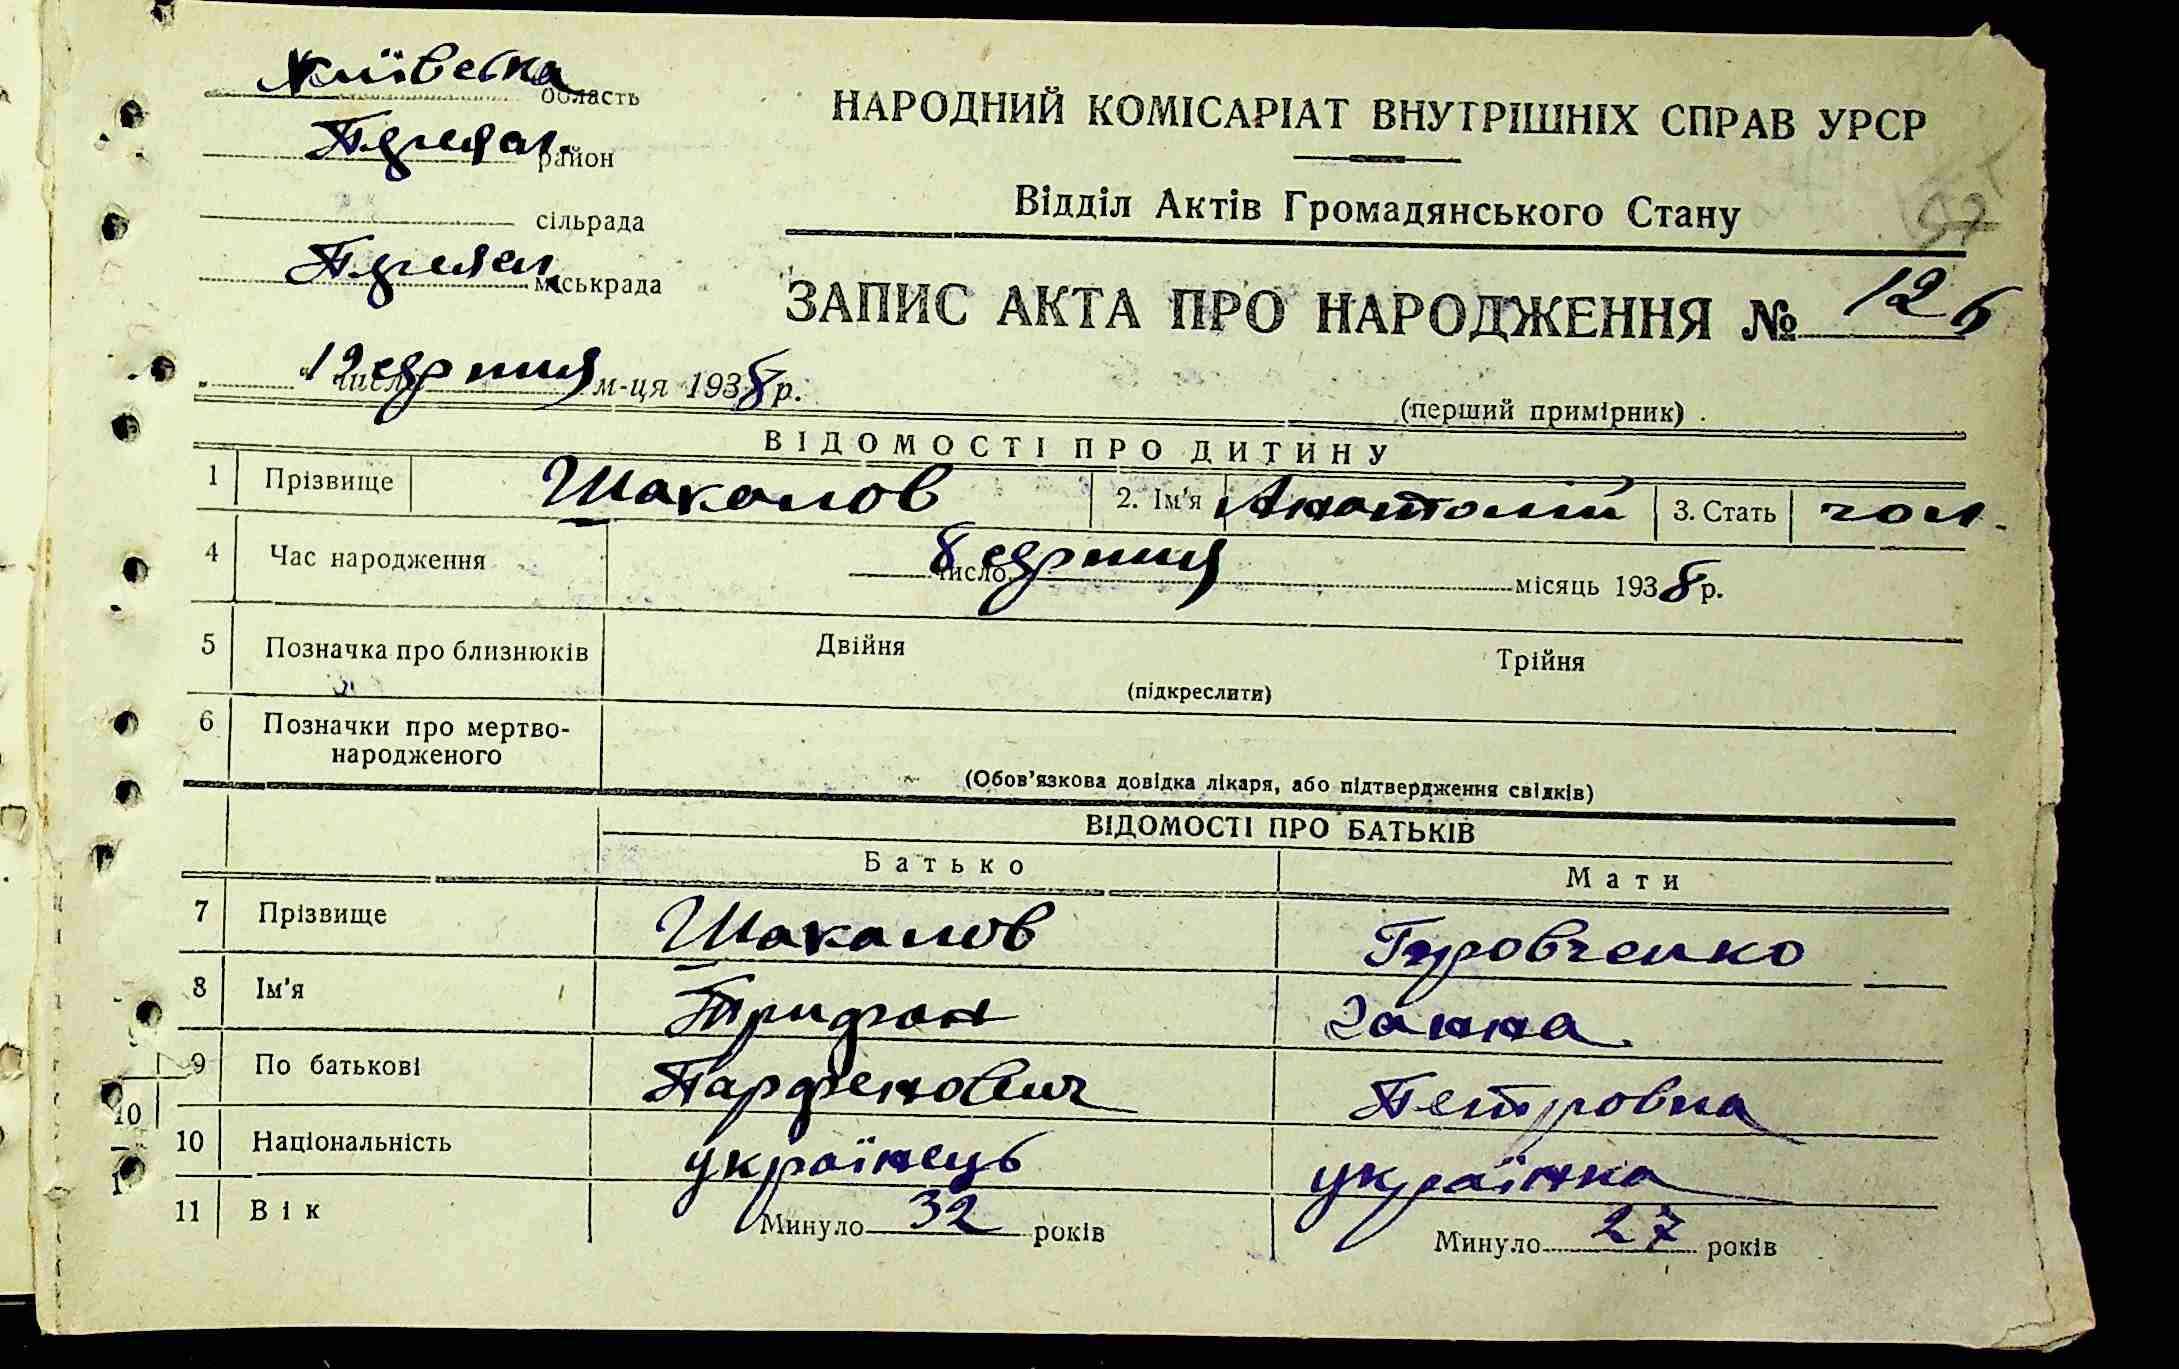 Київська область
район
сільрада
міськрада
НАРОДНИЙ КОМІСАРІАТ ВНУТРІШНІХ СПРАВ УРСР
Відділ Актів Громадянського Стану
97
ЗАПИС АКТА ПРО НАРОДЖЕННЯ № 126
" 12 " число серпня м-ця 1938 р.
(перший примірник)
ВІДОМОСТІ ПРО ДИТИНУ
1 Прізвище Шакалов 2. Ім'я Анатолій 3. Стать чол.
4 Час народження 8 число серпня місяць 1938 р.
5 Позначка про близнюків Двійня Трійня
(підкреслити)
6 Позначки про мертво-
народженого
(Обов'язкова довідка лікаря, або підтвердження свідків)
ВІДОМОСТІ ПРО БАТЬКІВ
Батько Мати
7 Прізвище Шакалов Гуровченко
8 Ім'я Трифон Ганна
9 По батькові Парфенович Петровна
10 Національність українець українка
11 Вік Минуло 32 років Минуло 27 років
10